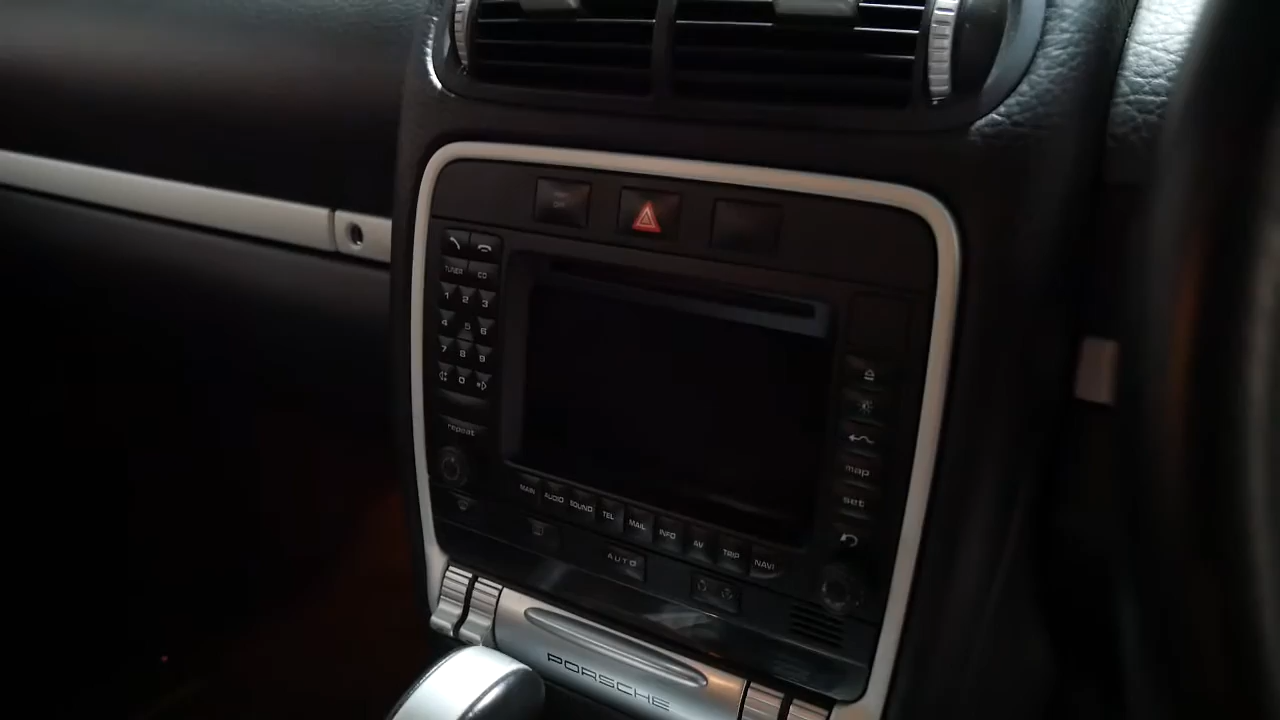 OFF
TUNER CD
1 2 3
4 5 6
7 8 9
0
repeat
map
set
MAIN AUDIO SOUND TEL MAIL INFO AV TRIP NAVI
AUTO
PORSCHE